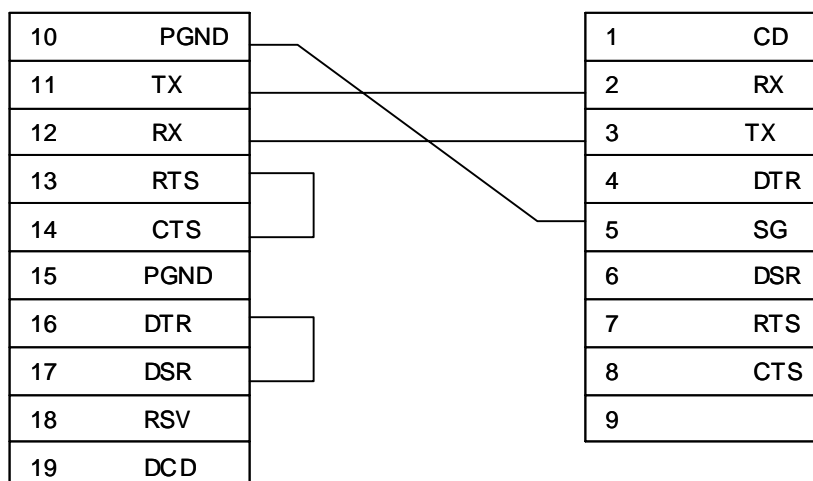 10 PGND
11 TX
12 RX
13 RTS
14 CTS
15 PGND
16 DTR
17 DSR
18 RSV
19 DCD
1 CD
2 RX
3 TX
4 DTR
5 SG
6 DSR
7 RTS
8 CTS
9